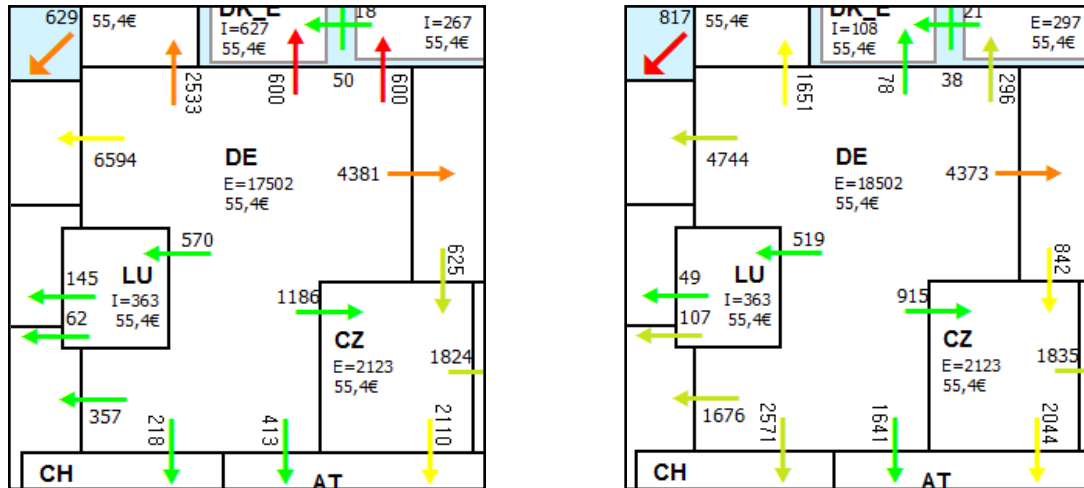 629
55,4€
DK_E
I=627
55,4€
18
I=267
55,4€
2533
600
50
600
6594
DE
E=17502
55,4€
4381
570
625
145
LU
I=363
55,4€
62
1186
CZ
E=2123
55,4€
1824
357
218
413
2110
CH
AT
817
55,4€
DK_E
I=108
55,4€
21
E=297
55,4€
1651
78
38
296
4744
DE
E=18502
55,4€
4373
519
842
49
LU
I=363
55,4€
107
915
CZ
E=2123
55,4€
1835
1676
2571
1641
2044
CH
AT